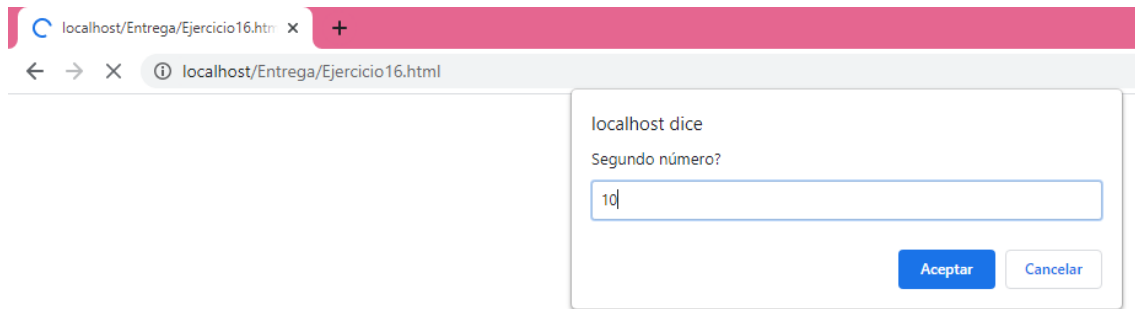 localhost/Entrega/Ejercicio16.htm
localhost/Entrega/Ejercicio16.html
localhost dice
Segundo número?
10
Aceptar Cancelar